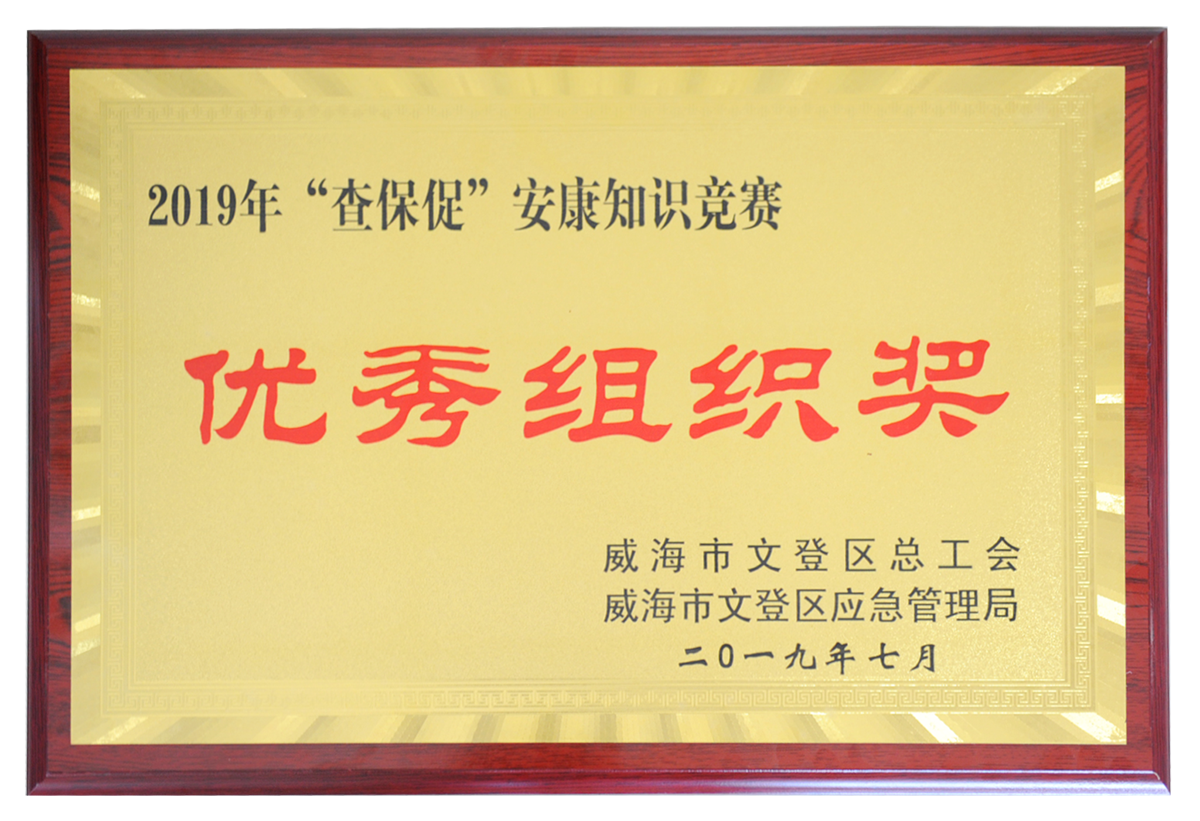 2019年“查保促”安康知识竞赛
优秀组织奖
威海市文登区总工会
威海市文登区应急管理局
二0一九年七月